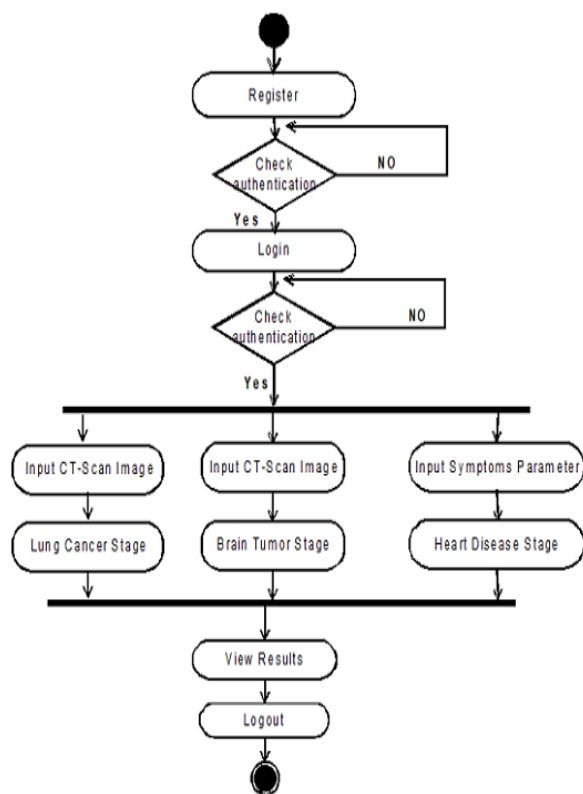 Register
Check
authentication
NO
Yes
Login
Check
authentication
NO
Yes
Input CT-Scan Image
Input CT-Scan Image
Input Symptoms Parameter
Lung Cancer Stage
Brain Tumor Stage
Heart Disease Stage
View Results
Logout